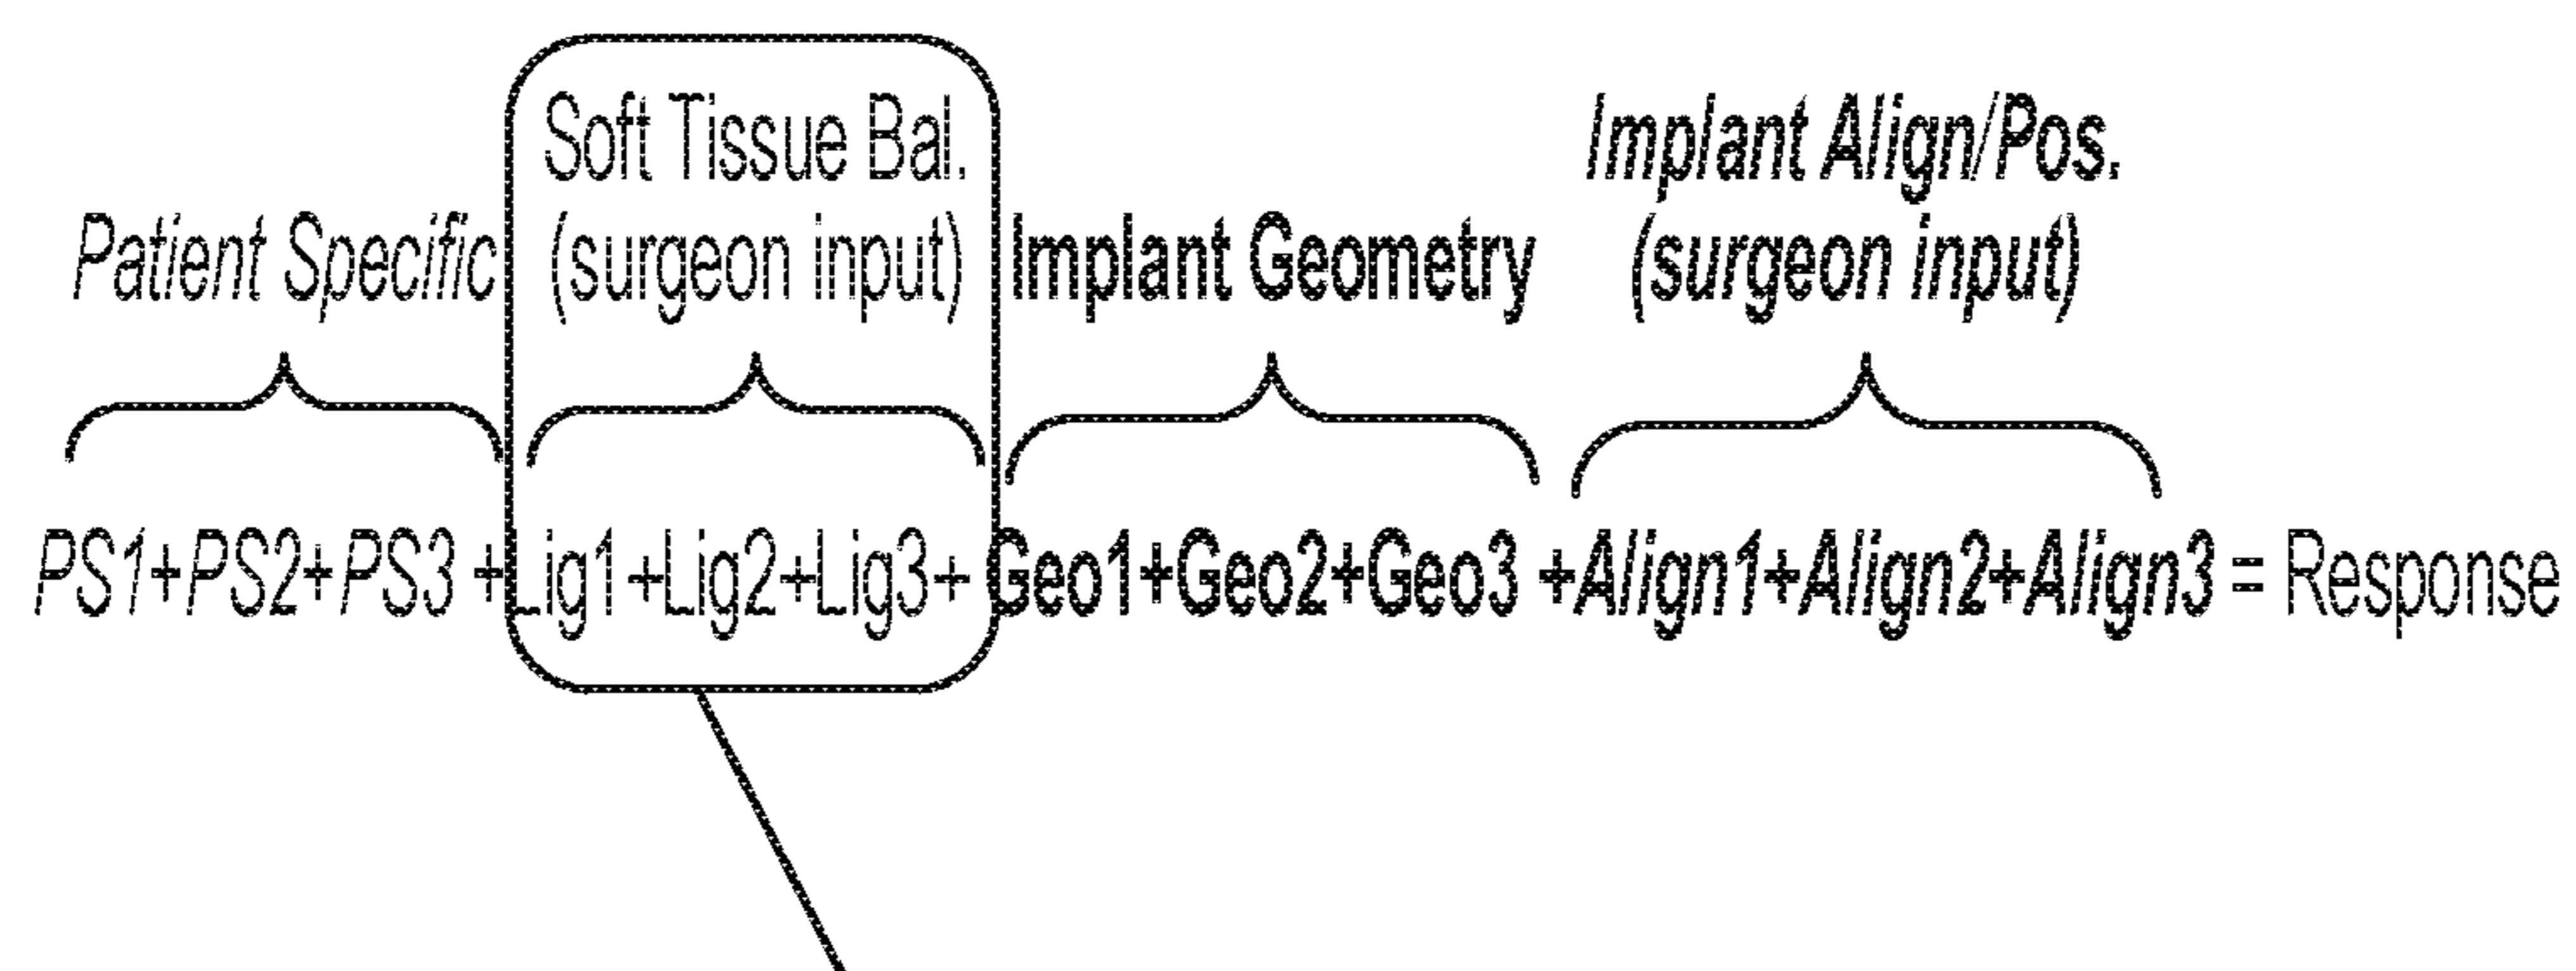 Soft Tissue Bal. Implant Align/Pos.
Patient Specific (surgeon input) Implant Geometry (surgeon input)
PS1+PS2+PS3 +Lig1 +Lig2+Lig3+ Geo1+Geo2+Geo3 +Align1+Align2+Align3 = Response